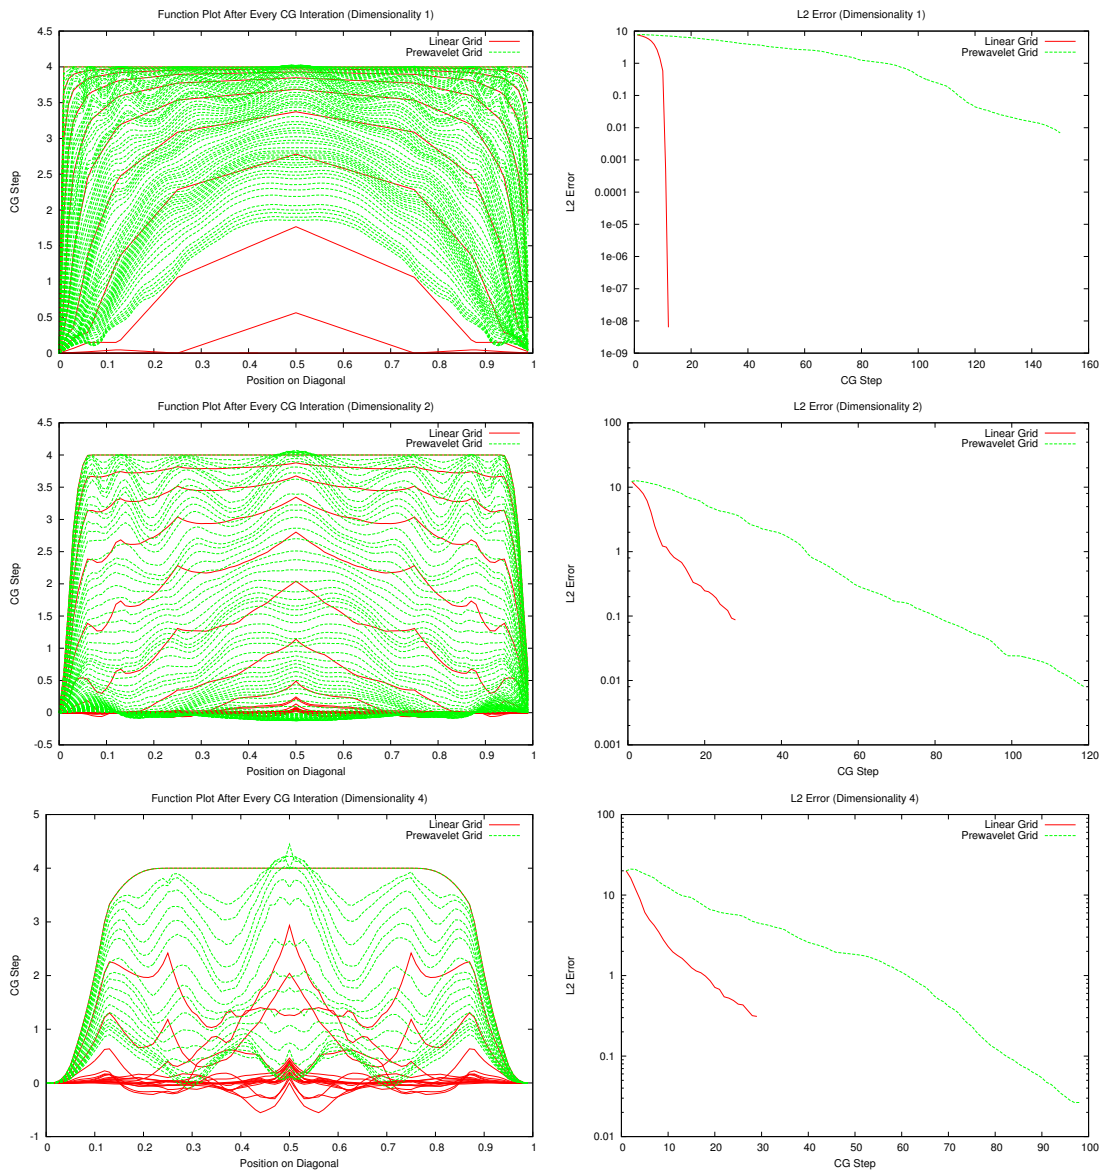 Function Plot After Every CG Interation (Dimensionality 1)
Linear Grid
Prewavelet Grid
CG Step
4.5
4
3.5
3
2.5
2
1.5
1
0.5
0
0 0.1 0.2 0.3 0.4 0.5 0.6 0.7 0.8 0.9 1
Position on Diagonal
L2 Error (Dimensionality 1)
Linear Grid
Prewavelet Grid
L2 Error
10
1
0.1
0.01
0.001
0.0001
1e-05
1e-06
1e-07
1e-08
1e-09
0 20 40 60 80 100 120 140 160
CG Step
Function Plot After Every CG Interation (Dimensionality 2)
Linear Grid
Prewavelet Grid
CG Step
4.5
4
3.5
3
2.5
2
1.5
1
0.5
0
-0.5
0 0.1 0.2 0.3 0.4 0.5 0.6 0.7 0.8 0.9 1
Position on Diagonal
L2 Error (Dimensionality 2)
Linear Grid
Prewavelet Grid
L2 Error
100
10
1
0.1
0.01
0.001
0 20 40 60 80 100 120
CG Step
Function Plot After Every CG Interation (Dimensionality 4)
Linear Grid
Prewavelet Grid
CG Step
5
4
3
2
1
0
-1
0 0.1 0.2 0.3 0.4 0.5 0.6 0.7 0.8 0.9 1
Position on Diagonal
L2 Error (Dimensionality 4)
Linear Grid
Prewavelet Grid
L2 Error
100
10
1
0.1
0.01
0 10 20 30 40 50 60 70 80 90 100
CG Step